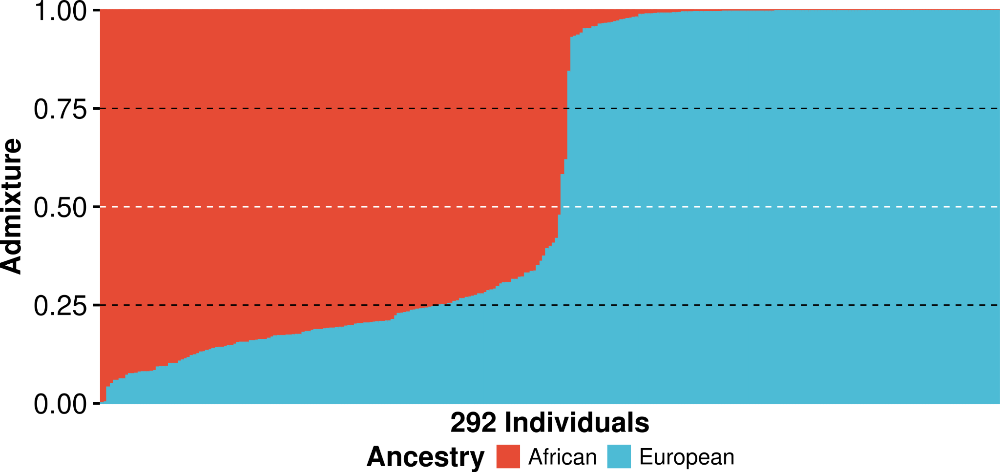 1.00
0.75
0.50
0.25
0.00
Admixture
292 Individuals
Ancestry African European